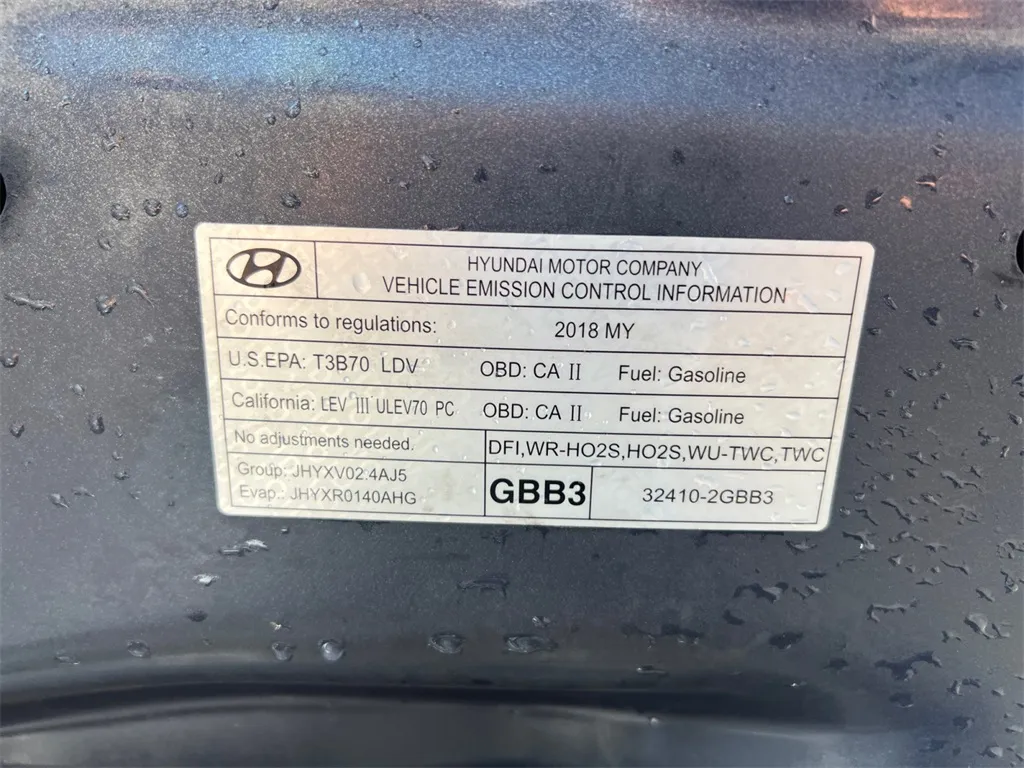 HYUNDAI MOTOR COMPANY
VEHICLE EMISSION CONTROL INFORMATION
Conforms to regulations: 2018 MY
U.S.EPA: T3B70 LDV OBD: CA II Fuel: Gasoline
California: LEV III ULEV70 PC OBD: CA II Fuel: Gasoline
No adjustments needed. DFI,WR-HO2S,HO2S,WU-TWC,TWC
Group: JHYXV02.4AJ5
Evap.: JHYXR0140AHG
GBB3 32410-2GBB3